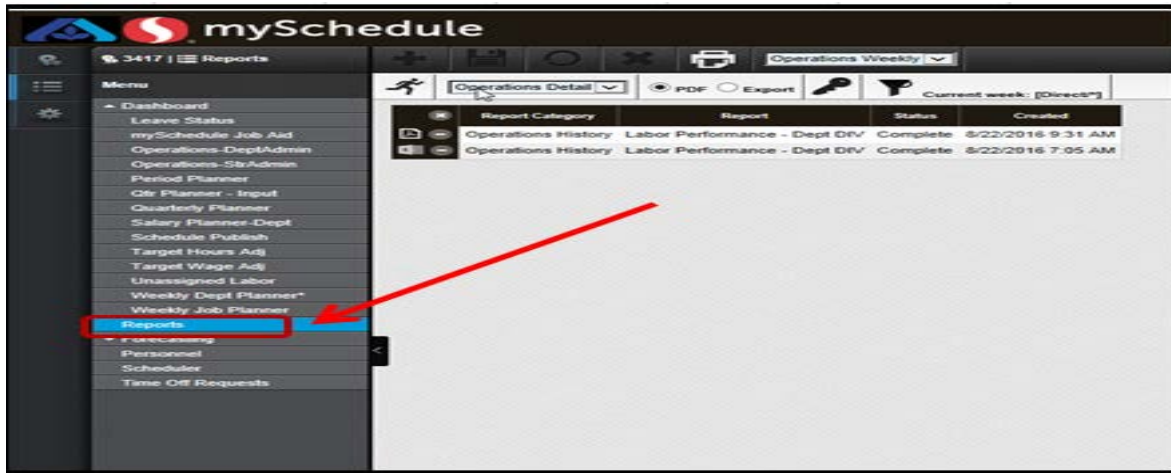 mySchedule
3417 | Reports
Operations Weekly
Menu
Operations Detail PDF Export Current week: [Direct/*]
Dashboard
Leave Status
mySchedule Job Aid
Operations-DeptAdmin
Operations-StrAdmin
Period Planner
Qtr Planner - Input
Quarterly Planner
Salary Planner-Dept
Schedule Publish
Target Hours Adj
Target Wage Adj
Unassigned Labor
Weekly Dept Planner*
Weekly Job Planner
Reports
Forecasting
Personnel
Scheduler
Time Off Requests
Report Category Report Status Created
Operations History Labor Performance - Dept DIV Complete 8/22/2016 9:31 AM
Operations History Labor Performance - Dept DIV Complete 8/22/2016 7:05 AM